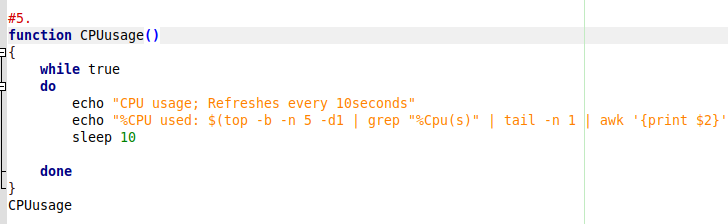 #5.
function CPUusage()
{
    while true
    do
        echo "CPU usage; Refreshes every 10seconds"
        echo "%CPU used: $(top -b -n 5 -d1 | grep "%Cpu(s)" | tail -n 1 | awk '{print $2}'
        sleep 10
    done
}
CPUusage